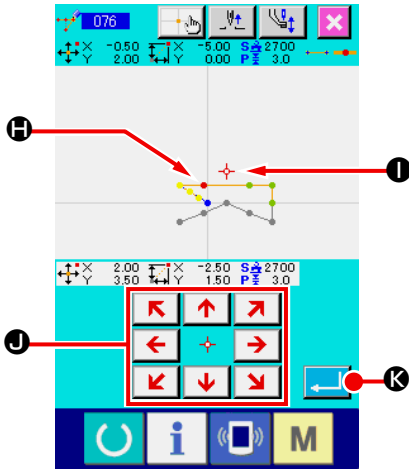 076
X -0.50 X -5.00 S 2700
Y 2.00 Y 0.00 P 3.0
H
I
X 2.00 X -2.50 S 2700
Y 3.50 Y 1.50 P 3.0
J
K
i M